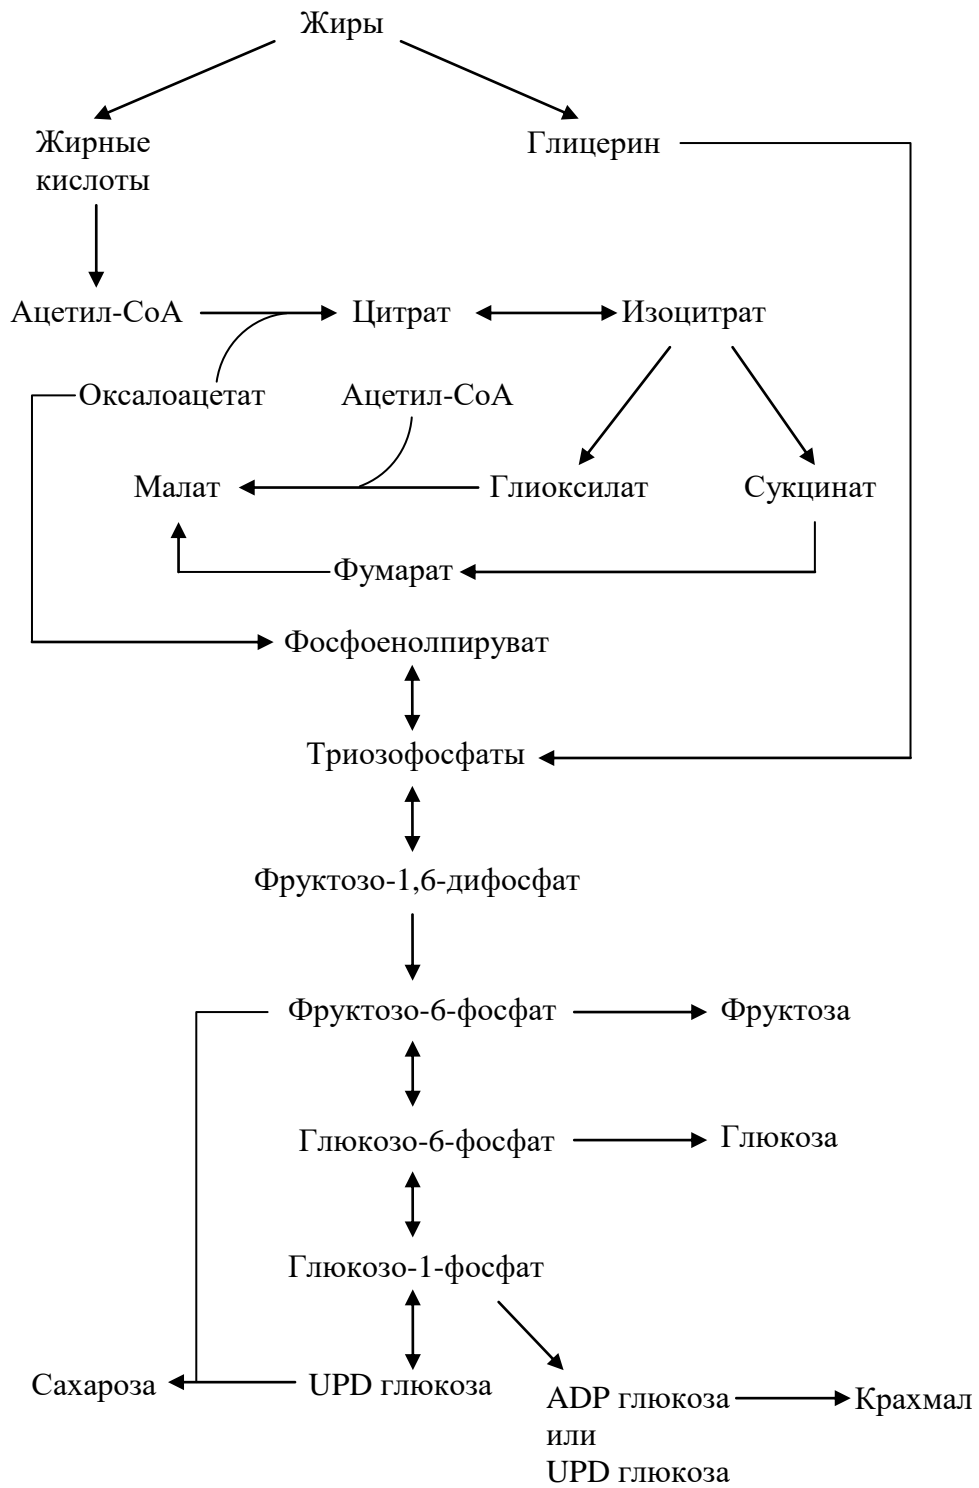 Жиры
Жирные
кислоты
Глицерин
Ацетил-СоА
Цитрат
Изоцитрат
Оксалоацетат
Ацетил-СоА
Малат
Глиоксилат
Сукцинат
Фумарат
Фосфоенолпируват
Триозофосфаты
Фруктозо-1,6-дифосфат
Фруктозо-6-фосфат
Фруктоза
Глюкозо-6-фосфат
Глюкоза
Глюкозо-1-фосфат
Сахароза
UPD глюкоза
ADP глюкоза
или
UPD глюкоза
Крахмал